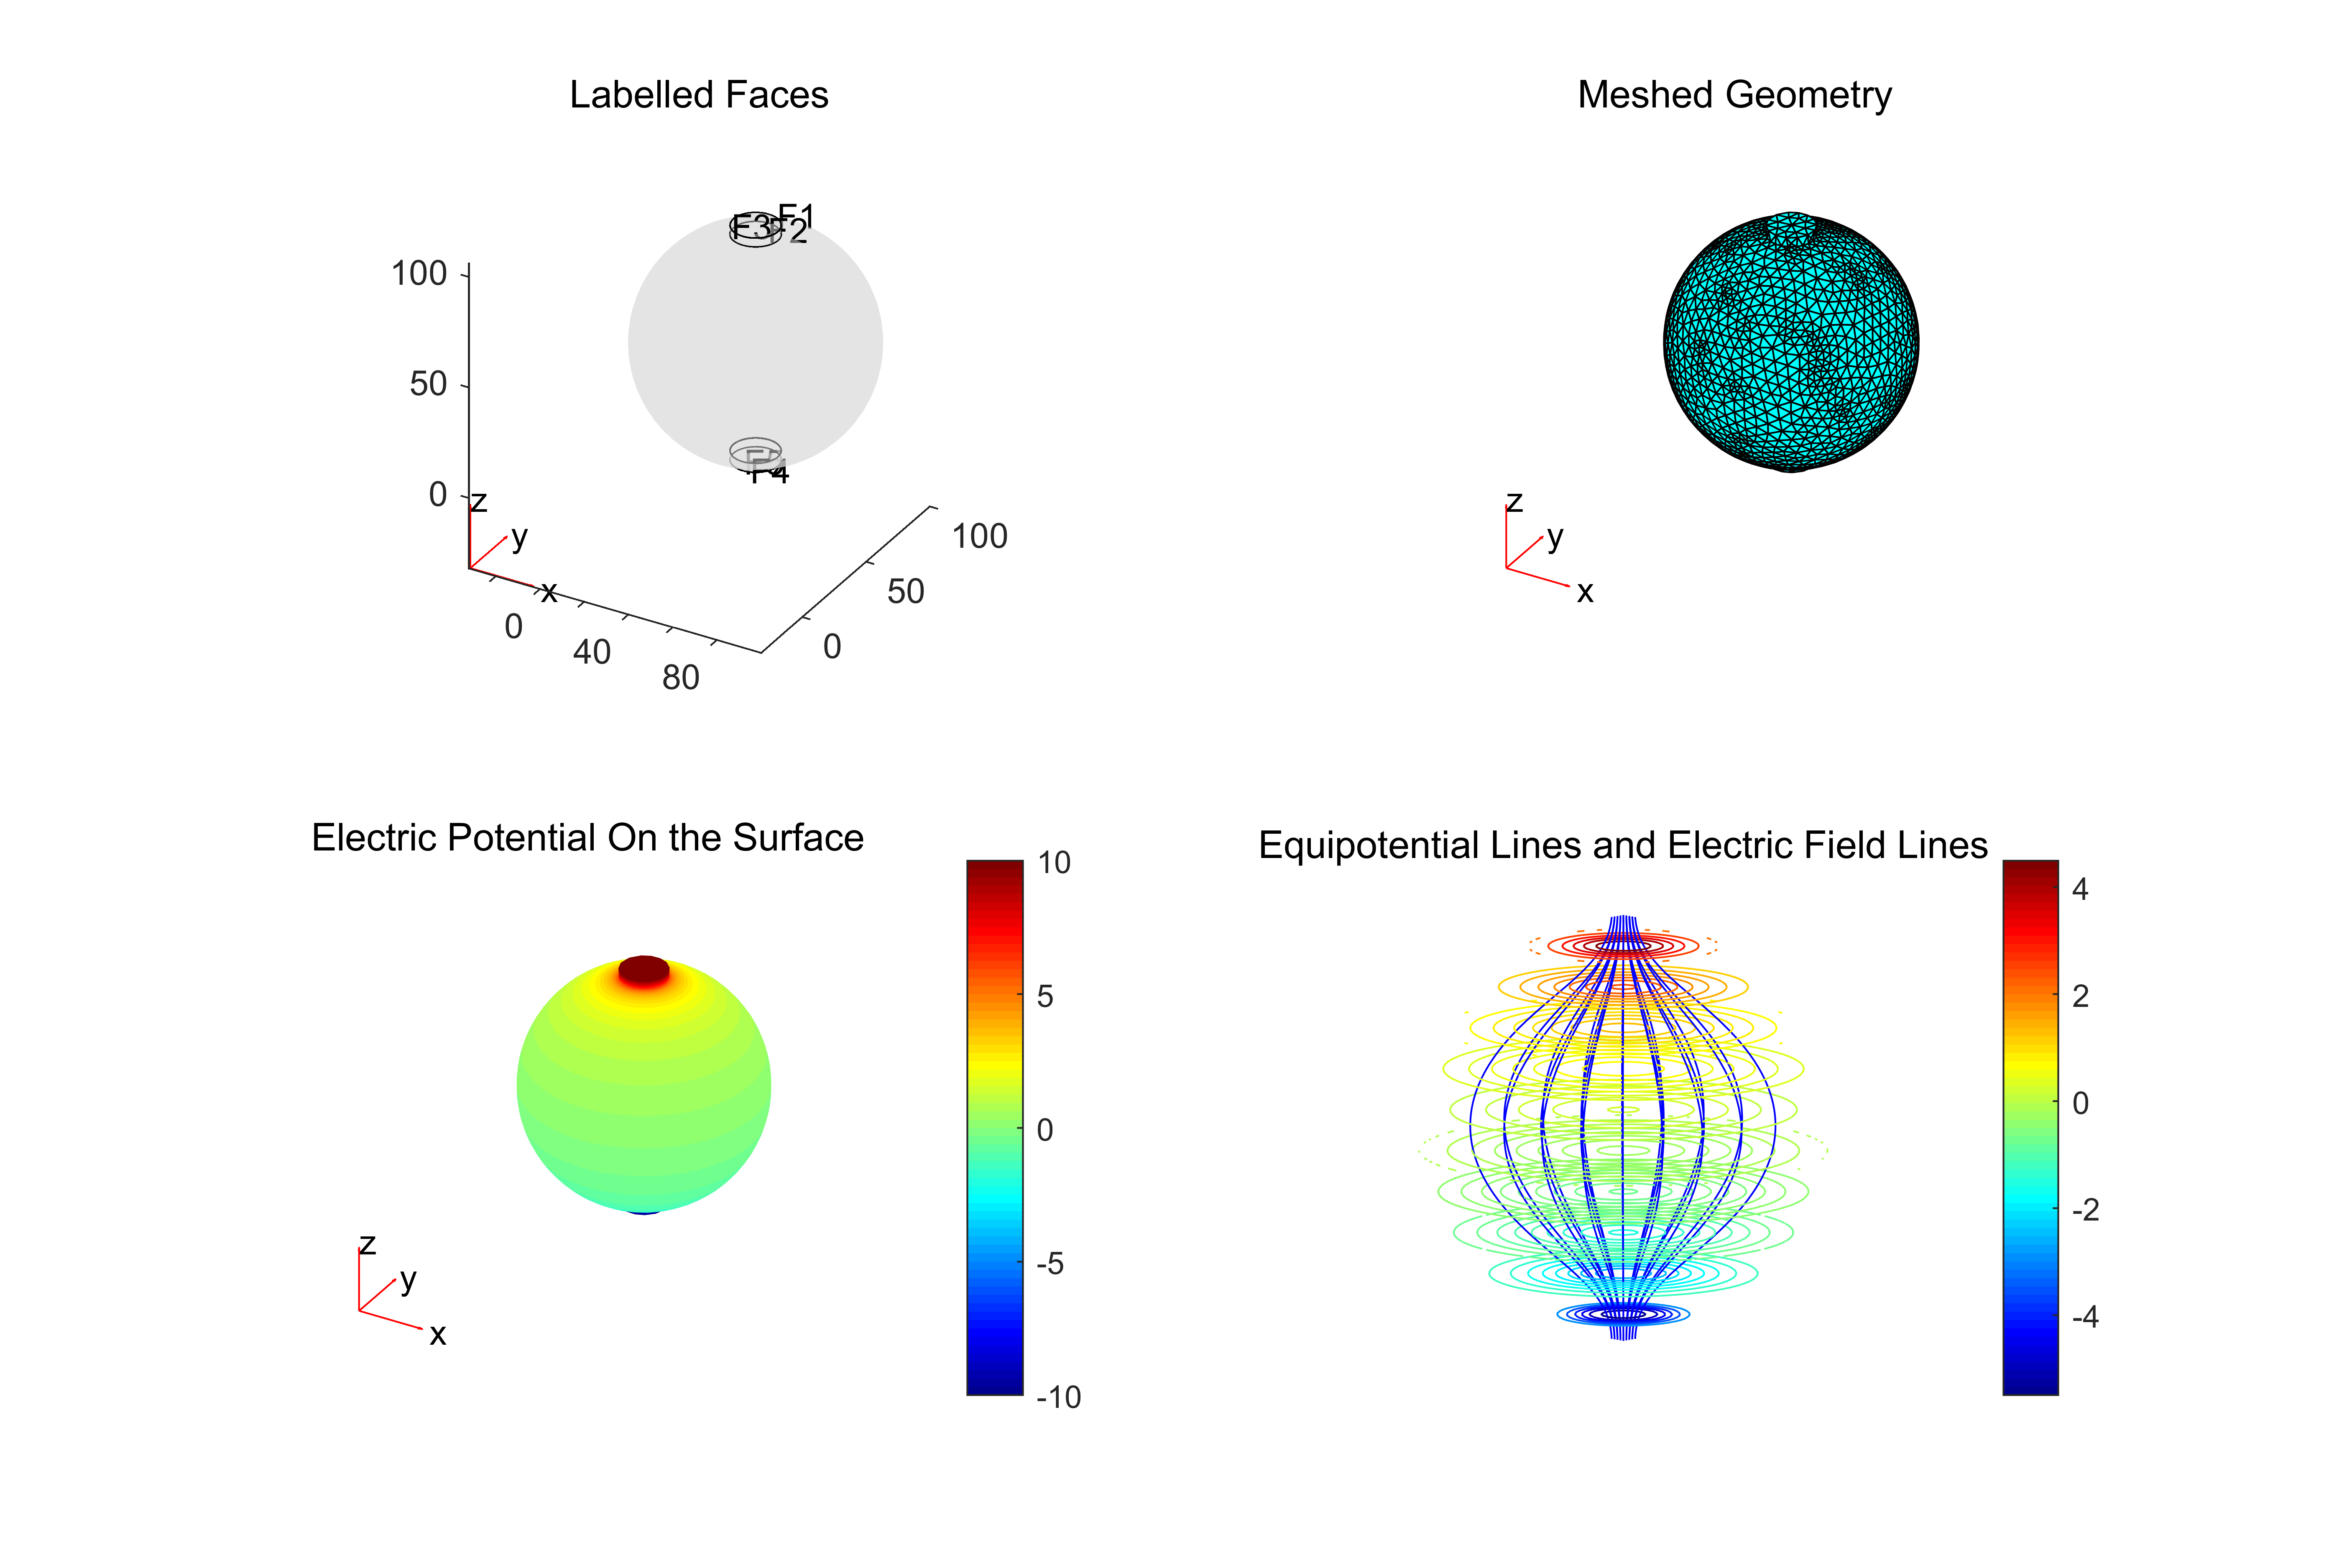 Labelled Faces
F1
F3
F2
100
50
0
z
y
x
0
40
80
0
50
100
F4
Meshed Geometry
z
y
x
Electric Potential On the Surface
10
5
0
-5
-10
z
y
x
Equipotential Lines and Electric Field Lines
4
2
0
-2
-4